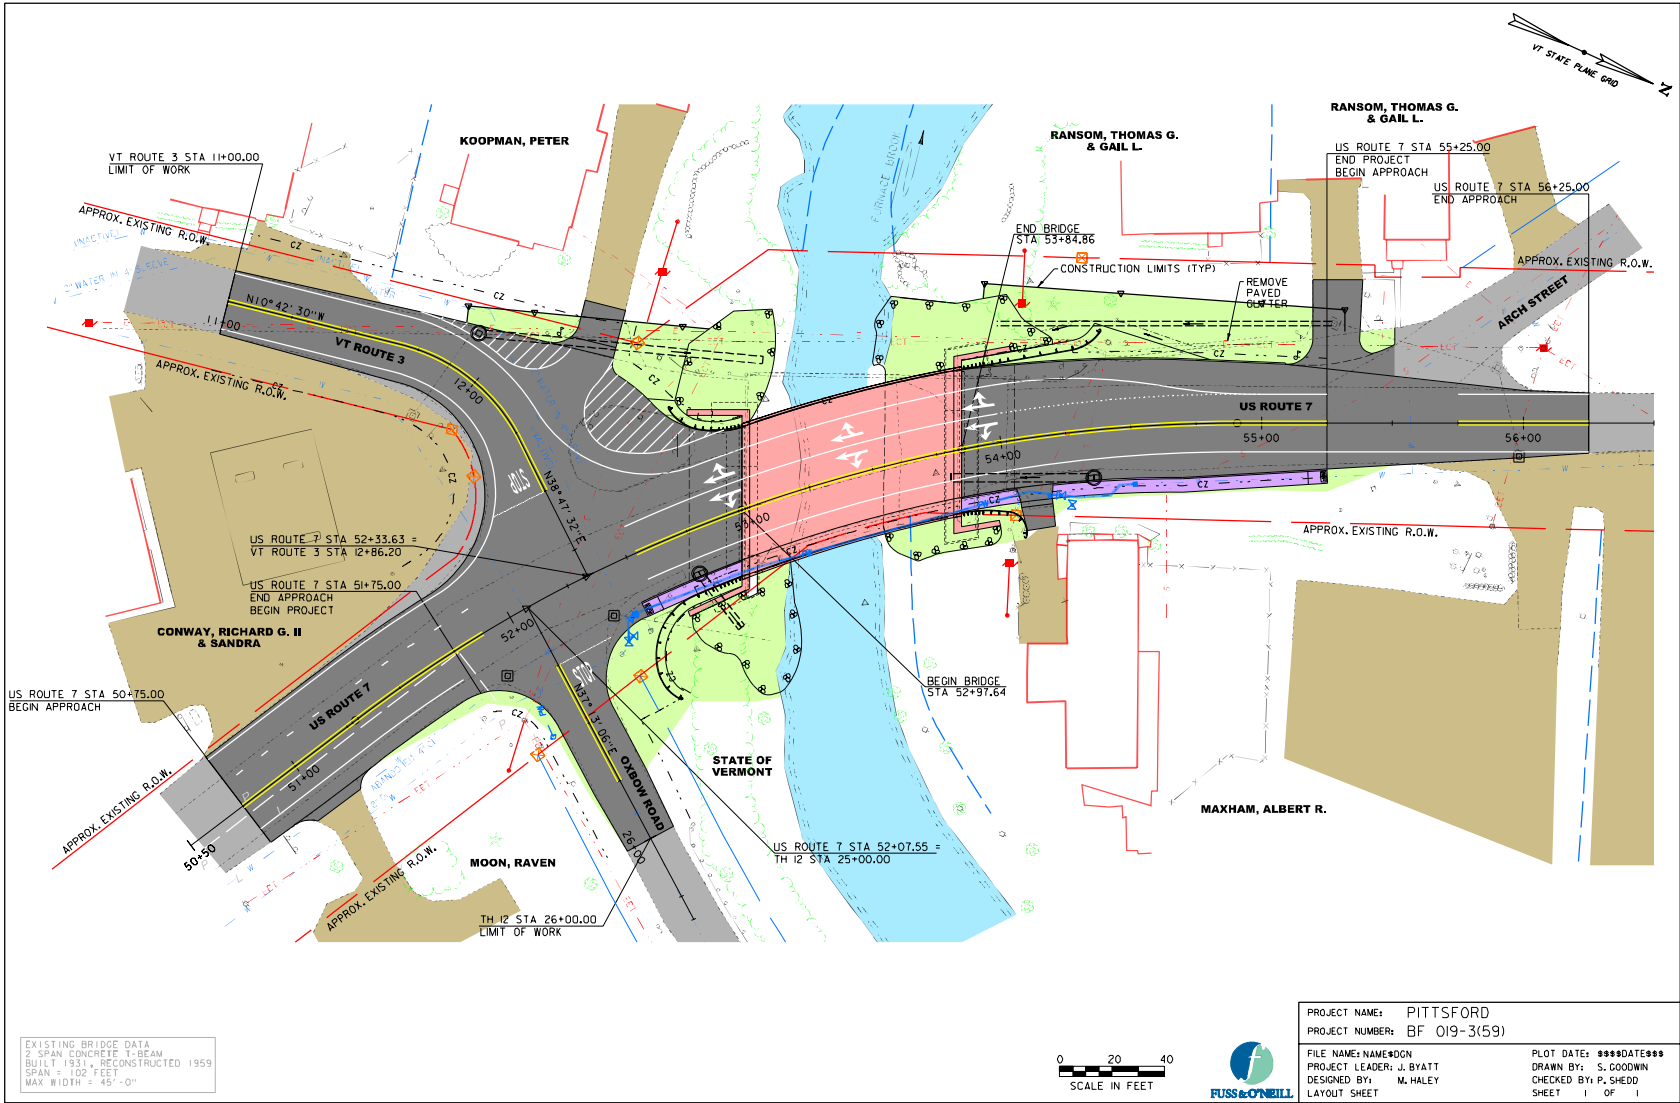 VT STATE PLANE GRID
N
RANSOM, THOMAS G.
& GAIL L.
RANSOM, THOMAS G.
& GAIL L.
KOOPMAN, PETER
VT ROUTE 3 STA 11+00.00
LIMIT OF WORK
US ROUTE 7 STA 55+25.00
END PROJECT
BEGIN APPROACH
US ROUTE 7 STA 56+25.00
END APPROACH
FURNACE BROOK
APPROX. EXISTING R.O.W.
END BRIDGE
STA 53+84.86
CONSTRUCTION LIMITS (TYP)
REMOVE
PAVED
GUTTER
APPROX. EXISTING R.O.W.
ARCH STREET
N10°42'30"W
11+00
VT ROUTE 3
APPROX. EXISTING R.O.W.
12+00
US ROUTE 7
55+00
56+00
54+00
STOP
N38°47'32"E
53+00
APPROX. EXISTING R.O.W.
US ROUTE 7 STA 52+33.63 =
VT ROUTE 3 STA 12+86.20
US ROUTE 7 STA 51+75.00
END APPROACH
BEGIN PROJECT
CONWAY, RICHARD G. II
& SANDRA
52+00
STOP
N37°13'06"E
OXBOW ROAD
26+00
BEGIN BRIDGE
STA 52+97.64
US ROUTE 7 STA 50+75.00
BEGIN APPROACH
US ROUTE 7
51+00
50+50
STATE OF
VERMONT
MAXHAM, ALBERT R.
APPROX. EXISTING R.O.W.
US ROUTE 7 STA 52+07.55 =
TH 12 STA 25+00.00
MOON, RAVEN
APPROX. EXISTING R.O.W.
TH 12 STA 26+00.00
LIMIT OF WORK
EXISTING BRIDGE DATA
2 SPAN CONCRETE T-BEAM
BUILT 1931, RECONSTRUCTED 1959
SPAN = 102 FEET
MAX WIDTH = 45'-0"
0 20 40
SCALE IN FEET
FUSS & O'NEILL
PROJECT NAME: PITTSFORD
PROJECT NUMBER: BF 019-3(59)
FILE NAME: NAME$DGN
PLOT DATE: $$$$DATE$$$
PROJECT LEADER: J. BYATT
DRAWN BY: S. GOODWIN
DESIGNED BY: M. HALEY
CHECKED BY: P. SHEDD
LAYOUT SHEET
SHEET 1 OF 1